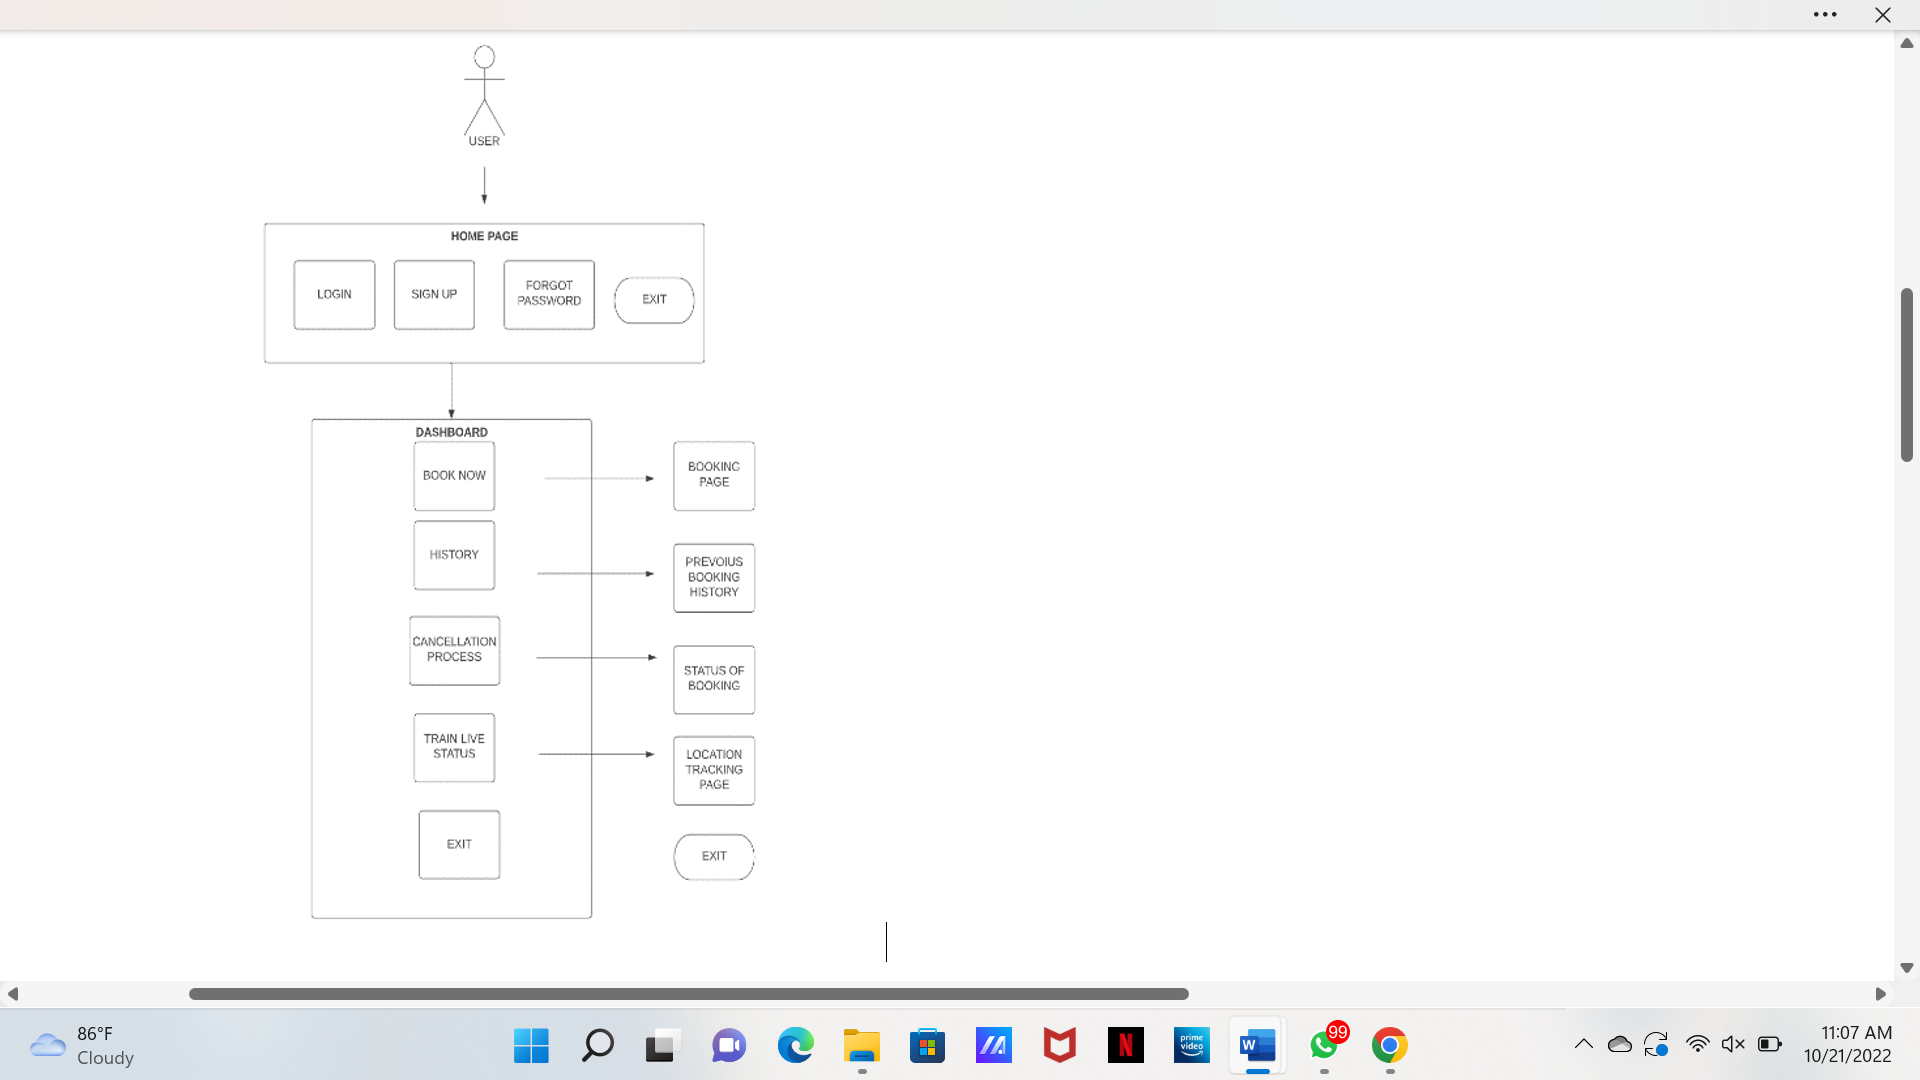 USER
HOME PAGE
LOGIN
SIGN UP
FORGOT
PASSWORD
EXIT
DASHBOARD
BOOK NOW
BOOKING
PAGE
HISTORY
PREVOIUS
BOOKING
HISTORY
CANCELLATION
PROCESS
STATUS OF
BOOKING
TRAIN LIVE
STATUS
LOCATION
TRACKING
PAGE
EXIT
EXIT
86°F
Cloudy
prime
video
W
99
N
11:07 AM
10/21/2022